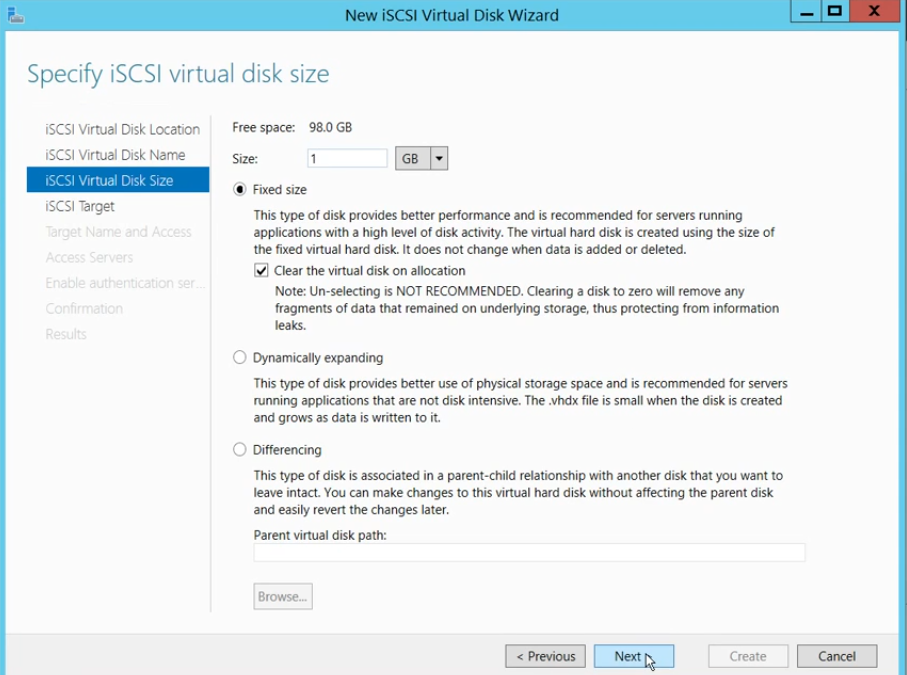 New iSCSI Virtual Disk Wizard
X
Specify iSCSI virtual disk size
iSCSI Virtual Disk Location
iSCSI Virtual Disk Name
iSCSI Virtual Disk Size
iSCSI Target
Target Name and Access
Access Servers
Enable authentication ser...
Confirmation
Results
Free space: 98.0 GB
Size: 1 GB
Fixed size
This type of disk provides better performance and is recommended for servers running
applications with a high level of disk activity. The virtual hard disk is created using the size of
the fixed virtual hard disk. It does not change when data is added or deleted.
Clear the virtual disk on allocation
Note: Un-selecting is NOT RECOMMENDED. Clearing a disk to zero will remove any
fragments of data that remained on underlying storage, thus protecting from information
leaks.
Dynamically expanding
This type of disk provides better use of physical storage space and is recommended for servers
running applications that are not disk intensive. The .vhdx file is small when the disk is created
and grows as data is written to it.
Differencing
This type of disk is associated in a parent-child relationship with another disk that you want to
leave intact. You can make changes to this virtual hard disk without affecting the parent disk
and easily revert the changes later.
Parent virtual disk path:
Browse...
< Previous Next > Create Cancel